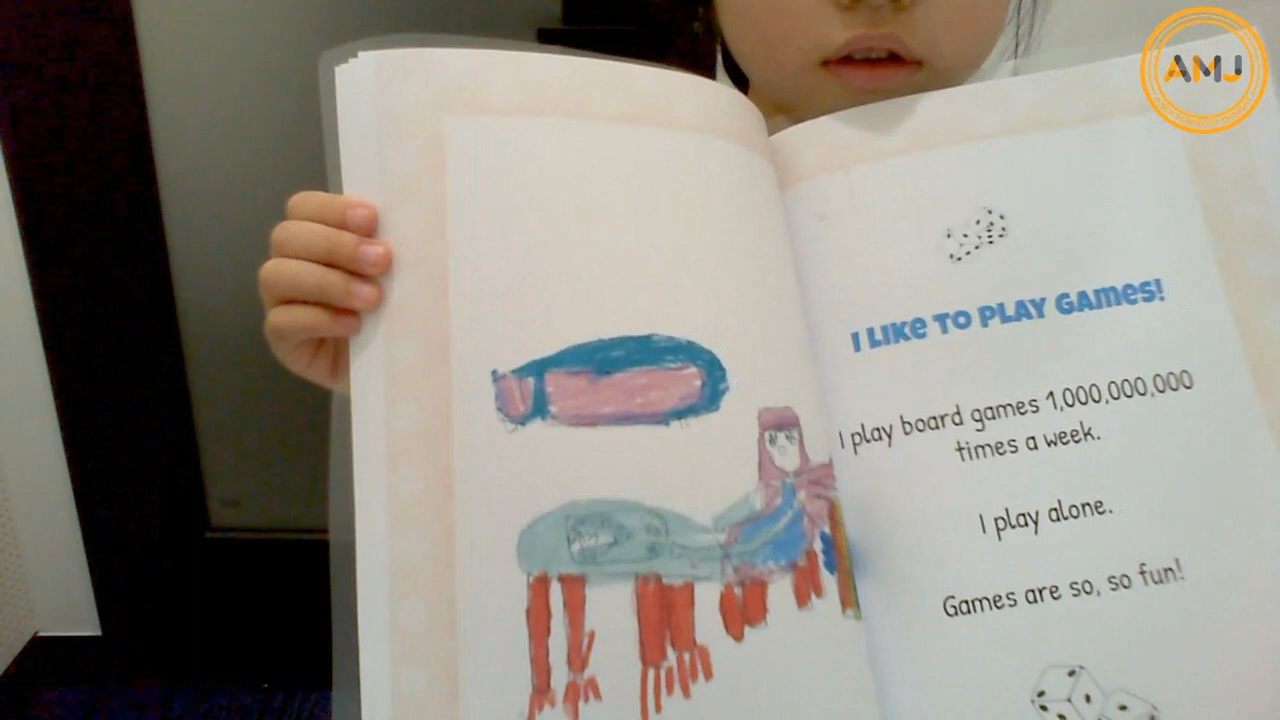 AMJ
I LIKE TO PLAY GAMES!
I play board games 1,000,000,000
times a week.
I play alone.
Games are so, so fun!